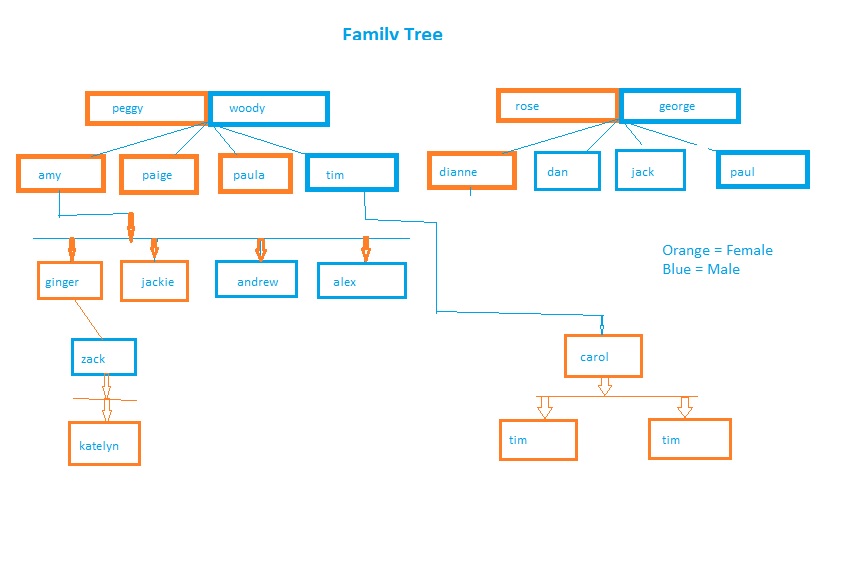 Family Tree
peggy woody rose george
amy paige paula tim dianne dan jack paul
Orange = Female
Blue = Male
ginger jackie andrew alex
zack carol
katelyn tim tim